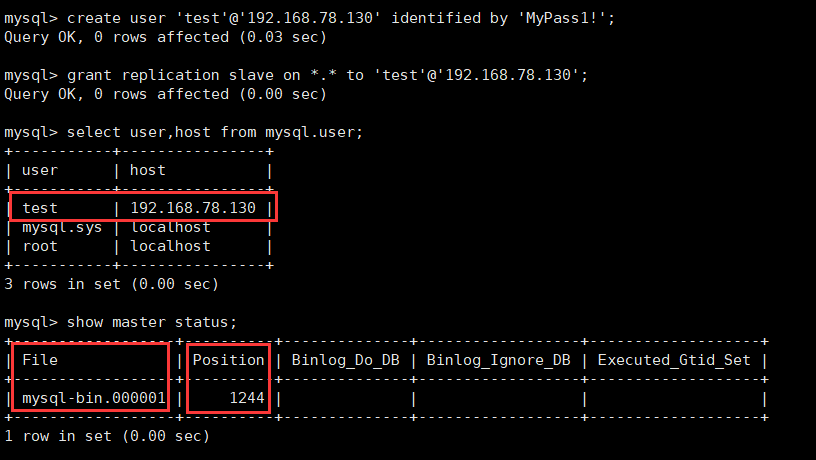 mysql> create user 'test'@'192.168.78.130' identified by 'MyPass1!';
Query OK, 0 rows affected (0.03 sec)
mysql> grant replication slave on *.* to 'test'@'192.168.78.130';
Query OK, 0 rows affected (0.00 sec)
mysql> select user,host from mysql.user;
+-----------+----------------+
| user      | host           |
+-----------+----------------+
| test      | 192.168.78.130 |
| mysql.sys | localhost      |
| root      | localhost      |
+-----------+----------------+
3 rows in set (0.00 sec)
mysql> show master status;
+------------------+----------+--------------+------------------+-------------------+
| File             | Position | Binlog_Do_DB | Binlog_Ignore_DB | Executed_Gtid_Set |
+------------------+----------+--------------+------------------+-------------------+
| mysql-bin.000001 |     1244 |              |                  |                   |
+------------------+----------+--------------+------------------+-------------------+
1 row in set (0.00 sec)